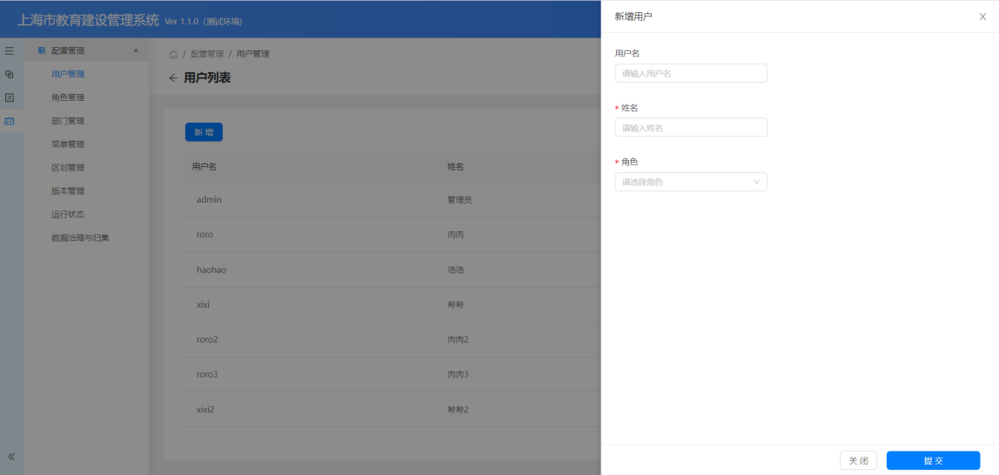 上海市教育建设管理系统 Ver 1.1.0 (测试环境)
配置管理
用户管理
角色管理
部门管理
菜单管理
区划管理
版本管理
运行状态
数据治理与归集
/ 配置管理 / 用户管理
← 用户列表
新 增
用户名 姓名
admin 管理员
roro 肉肉
haohao 浩浩
xixi 希希
roro2 肉肉2
roro3 肉肉3
xixi2 希希2
新增用户
用户名
请输入用户名
* 姓名
请输入姓名
* 角色
请选择角色
关 闭 提 交